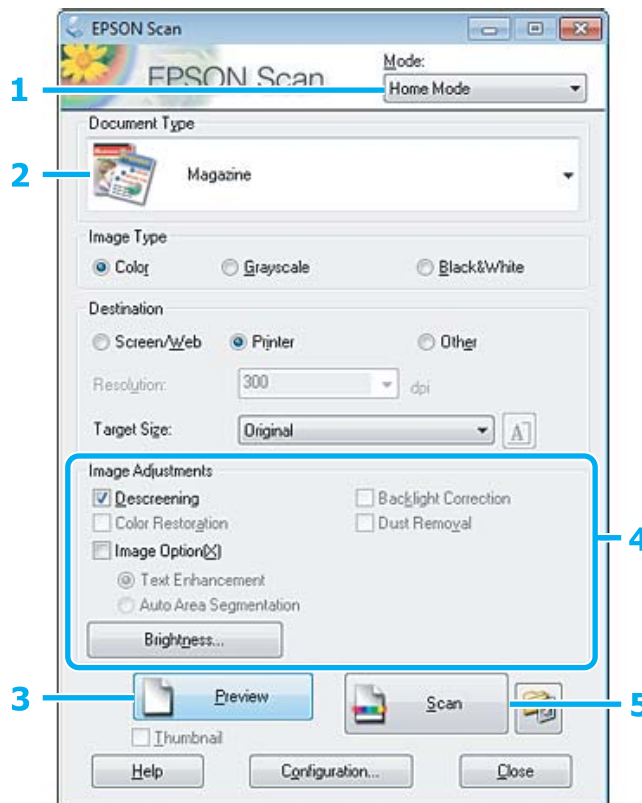 EPSON Scan
EPSON Scan
Mode:
1
Home Mode
Document Type
2
Magazine
Image Type
Color Grayscale Black&White
Destination
Screen/Web Printer Other
Resolution: 300 dpi
Target Size: Original A
Image Adjustments
Descreening Backlight Correction
Color Restoration Dust Removal
4
Image Option(X)
Text Enhancement
Auto Area Segmentation
Brightness...
3 Preview Scan 5
Thumbnail
Help Configuration... Close